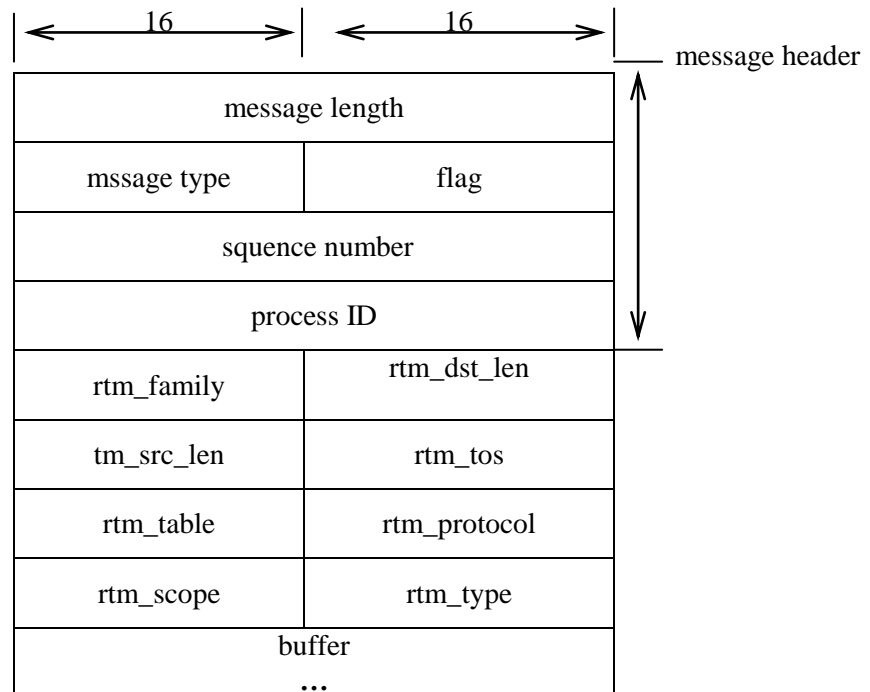 16 16
message header
message length
mssage type flag
squence number
process ID
rtm_family rtm_dst_len
tm_src_len rtm_tos
rtm_table rtm_protocol
rtm_scope rtm_type
buffer
...